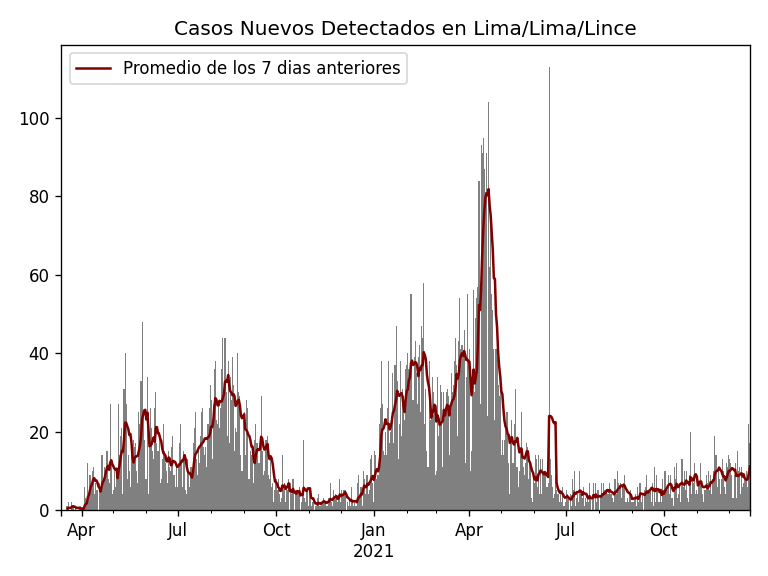 Casos Nuevos Detectados en Lima/Lima/Lince
Promedio de los 7 dias anteriores
100
80
60
40
20
0
Apr Jul Oct Jan Apr Jul Oct
2021